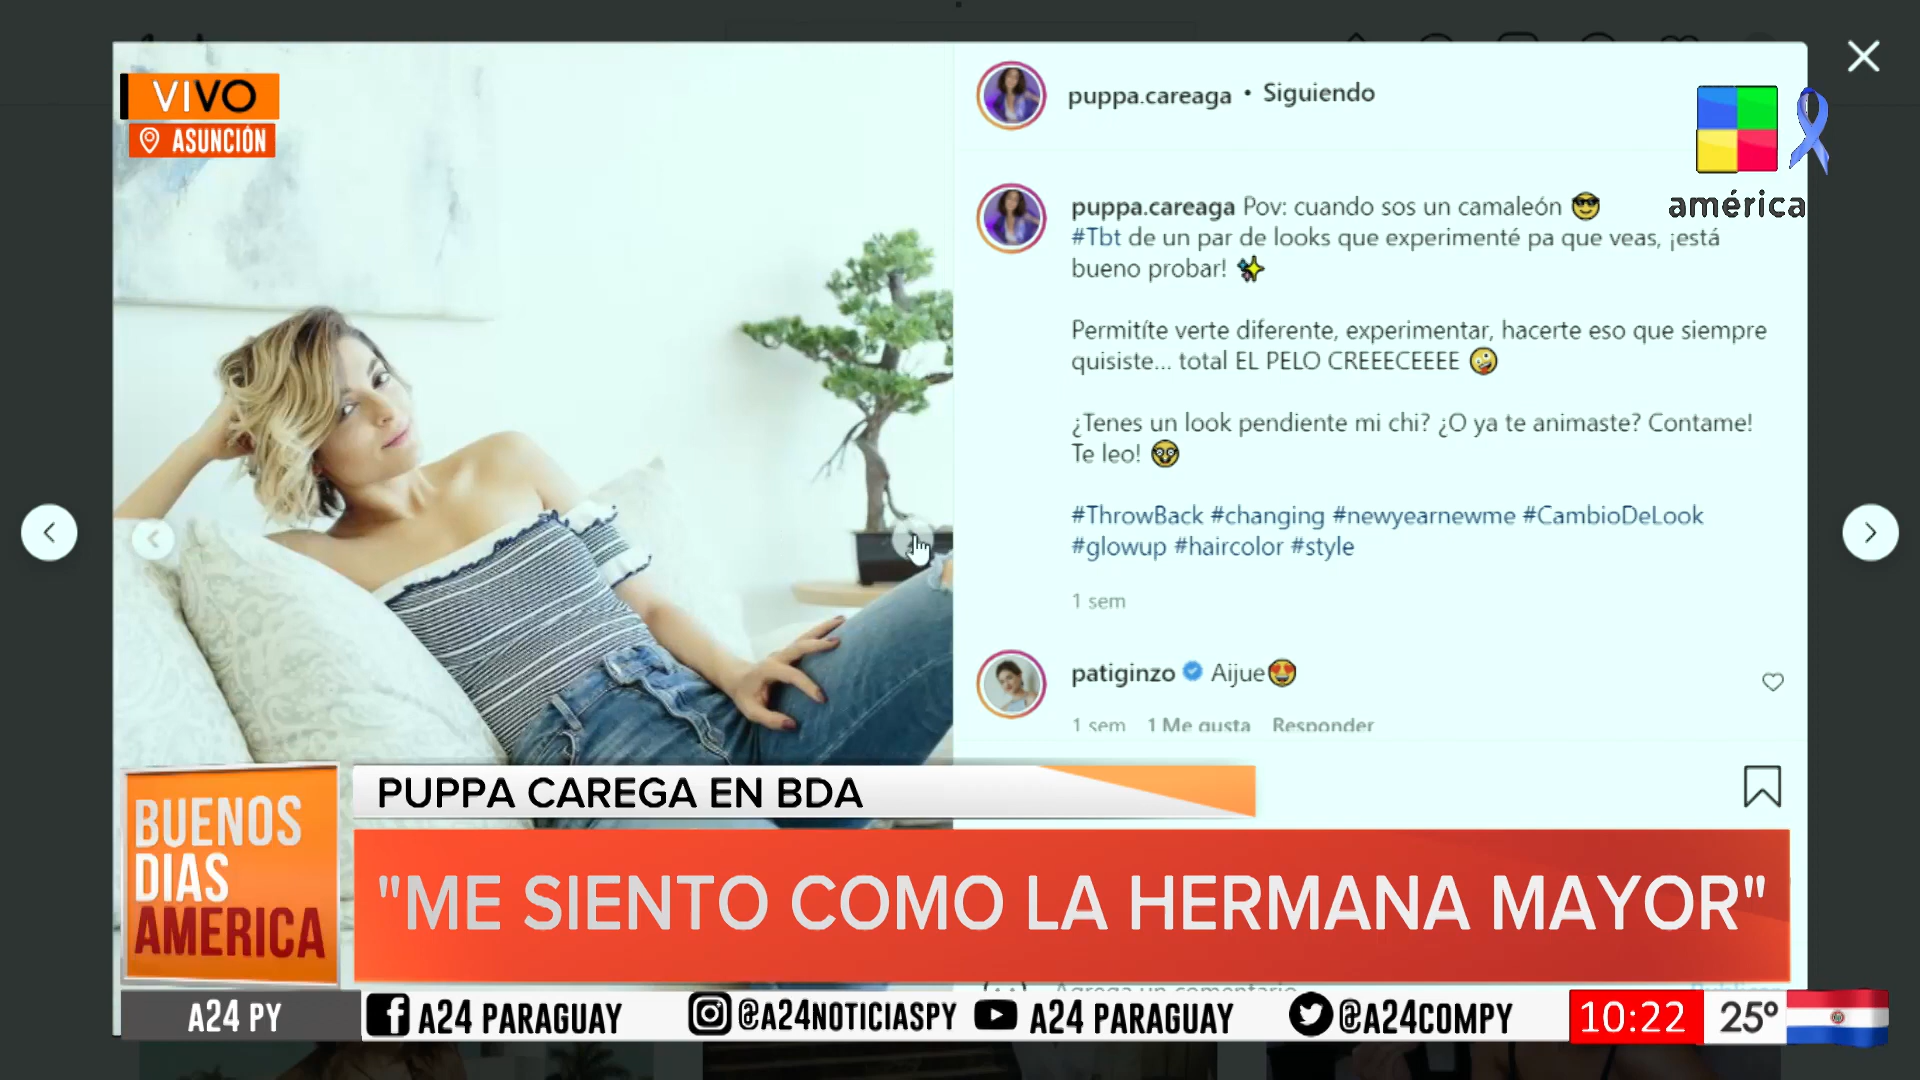 VIVO
ASUNCIÓN
puppa.careaga • Siguiendo
américa
puppa.careaga Pov: cuando sos un camaleón 😎
#Tbt de un par de looks que experimenté pa que veas, ¡está
bueno probar! ✨
Permitíte verte diferente, experimentar, hacerte eso que siempre
quisiste... total EL PELO CREEECEEEE 🤪
¿Tenes un look pendiente mi chi? ¿O ya te animaste? Contame!
Te leo! 🤓
#ThrowBack #changing #newyearnewme #CambioDeLook
#glowup #haircolor #style
1 sem
patiginzo Aijue😍
1 sem 1 Me gusta Responder
PUPPA CAREGA EN BDA
BUENOS
DIAS
AMERICA
"ME SIENTO COMO LA HERMANA MAYOR"
A24 PY
A24 PARAGUAY
@A24NOTICIASPY
A24 PARAGUAY
@A24COMPY
10:22
25º